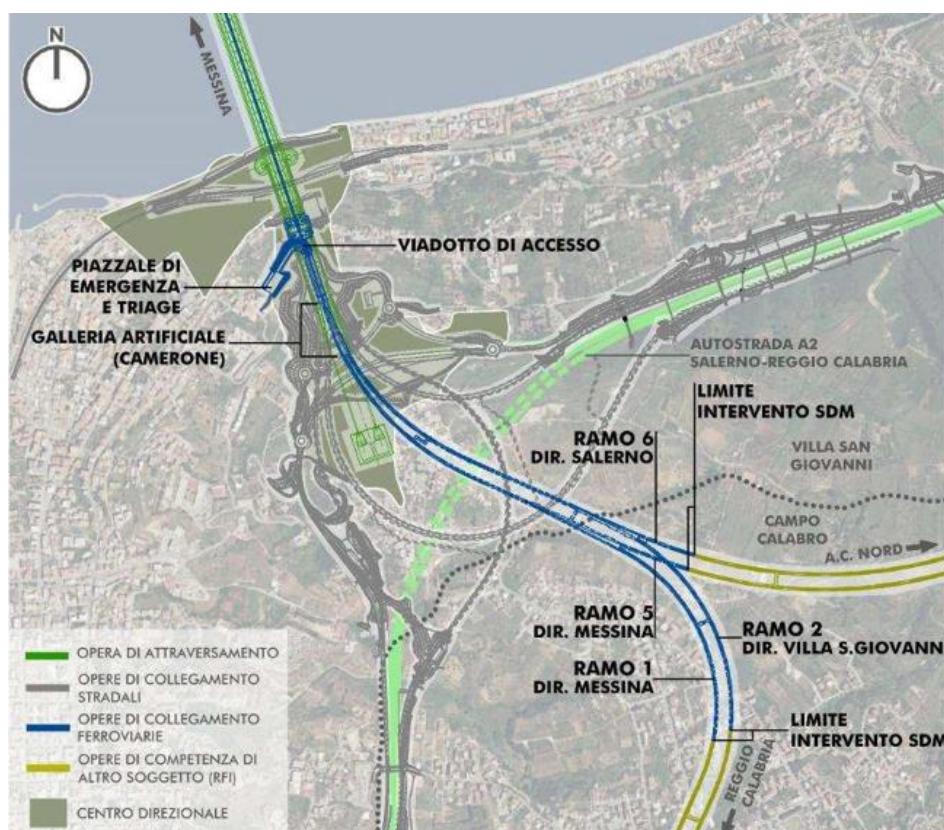 N
MESSINA
VIADOTTO DI ACCESSO
PIAZZALE DI
EMERGENZA
E TRIAGE
GALLERIA ARTIFICIALE
(CAMERONE)
AUTOSTRADA A2
SALERNO-REGGIO CALABRIA
LIMITE
INTERVENTO SDM
RAMO 6
DIR. SALERNO
VILLA SAN
GIOVANNI
CAMPO
CALABRO
A.C. NORD
RAMO 5
DIR. MESSINA
RAMO 2
DIR. VILLA S.GIOVANN
RAMO 1
DIR. MESSINA
LIMITE
INTERVENTO SDM
REGGIO
CALABRIA
OPERA DI ATTRAVERSAMENTO
OPERE DI COLLEGAMENTO
STRADALI
OPERE DI COLLEGAMENTO
FERROVIARIE
OPERE DI COMPETENZA DI
ALTRO SOGGETTO (RFI)
CENTRO DIREZIONALE